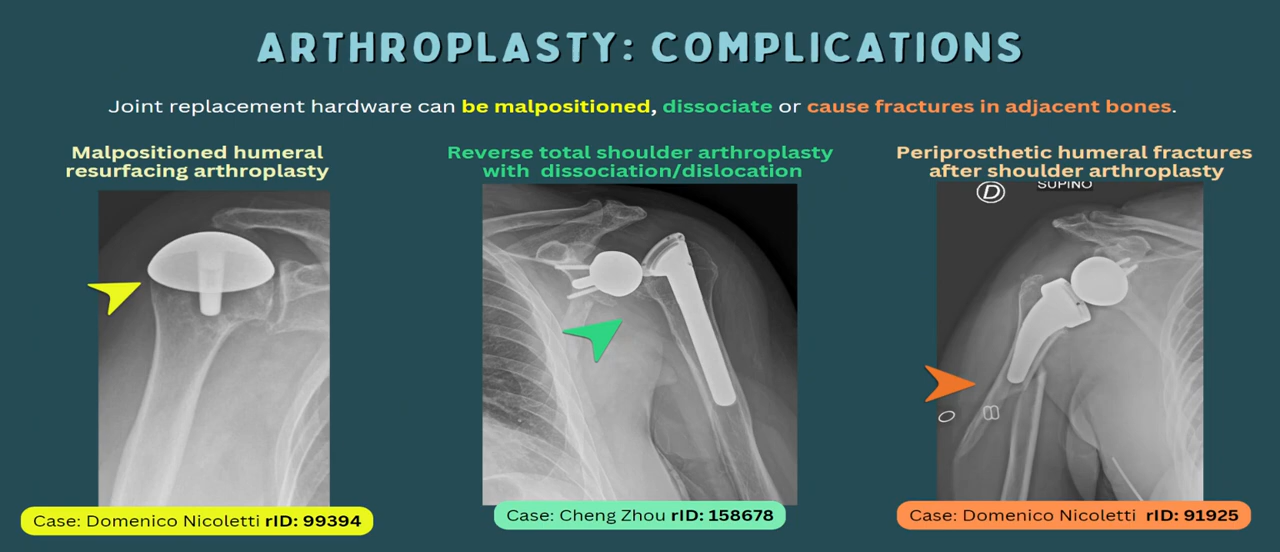 ARTHROPLASTY: COMPLICATIONS
Joint replacement hardware can be malpositioned, dissociate or cause fractures in adjacent bones.
Malpositioned humeral
resurfacing arthroplasty
Reverse total shoulder arthroplasty
with dissociation/dislocation
Periprosthetic humeral fractures
after shoulder arthroplasty
D
SUPINO
Case: Domenico Nicoletti rID: 99394
Case: Cheng Zhou rID: 158678
Case: Domenico Nicoletti rID: 91925